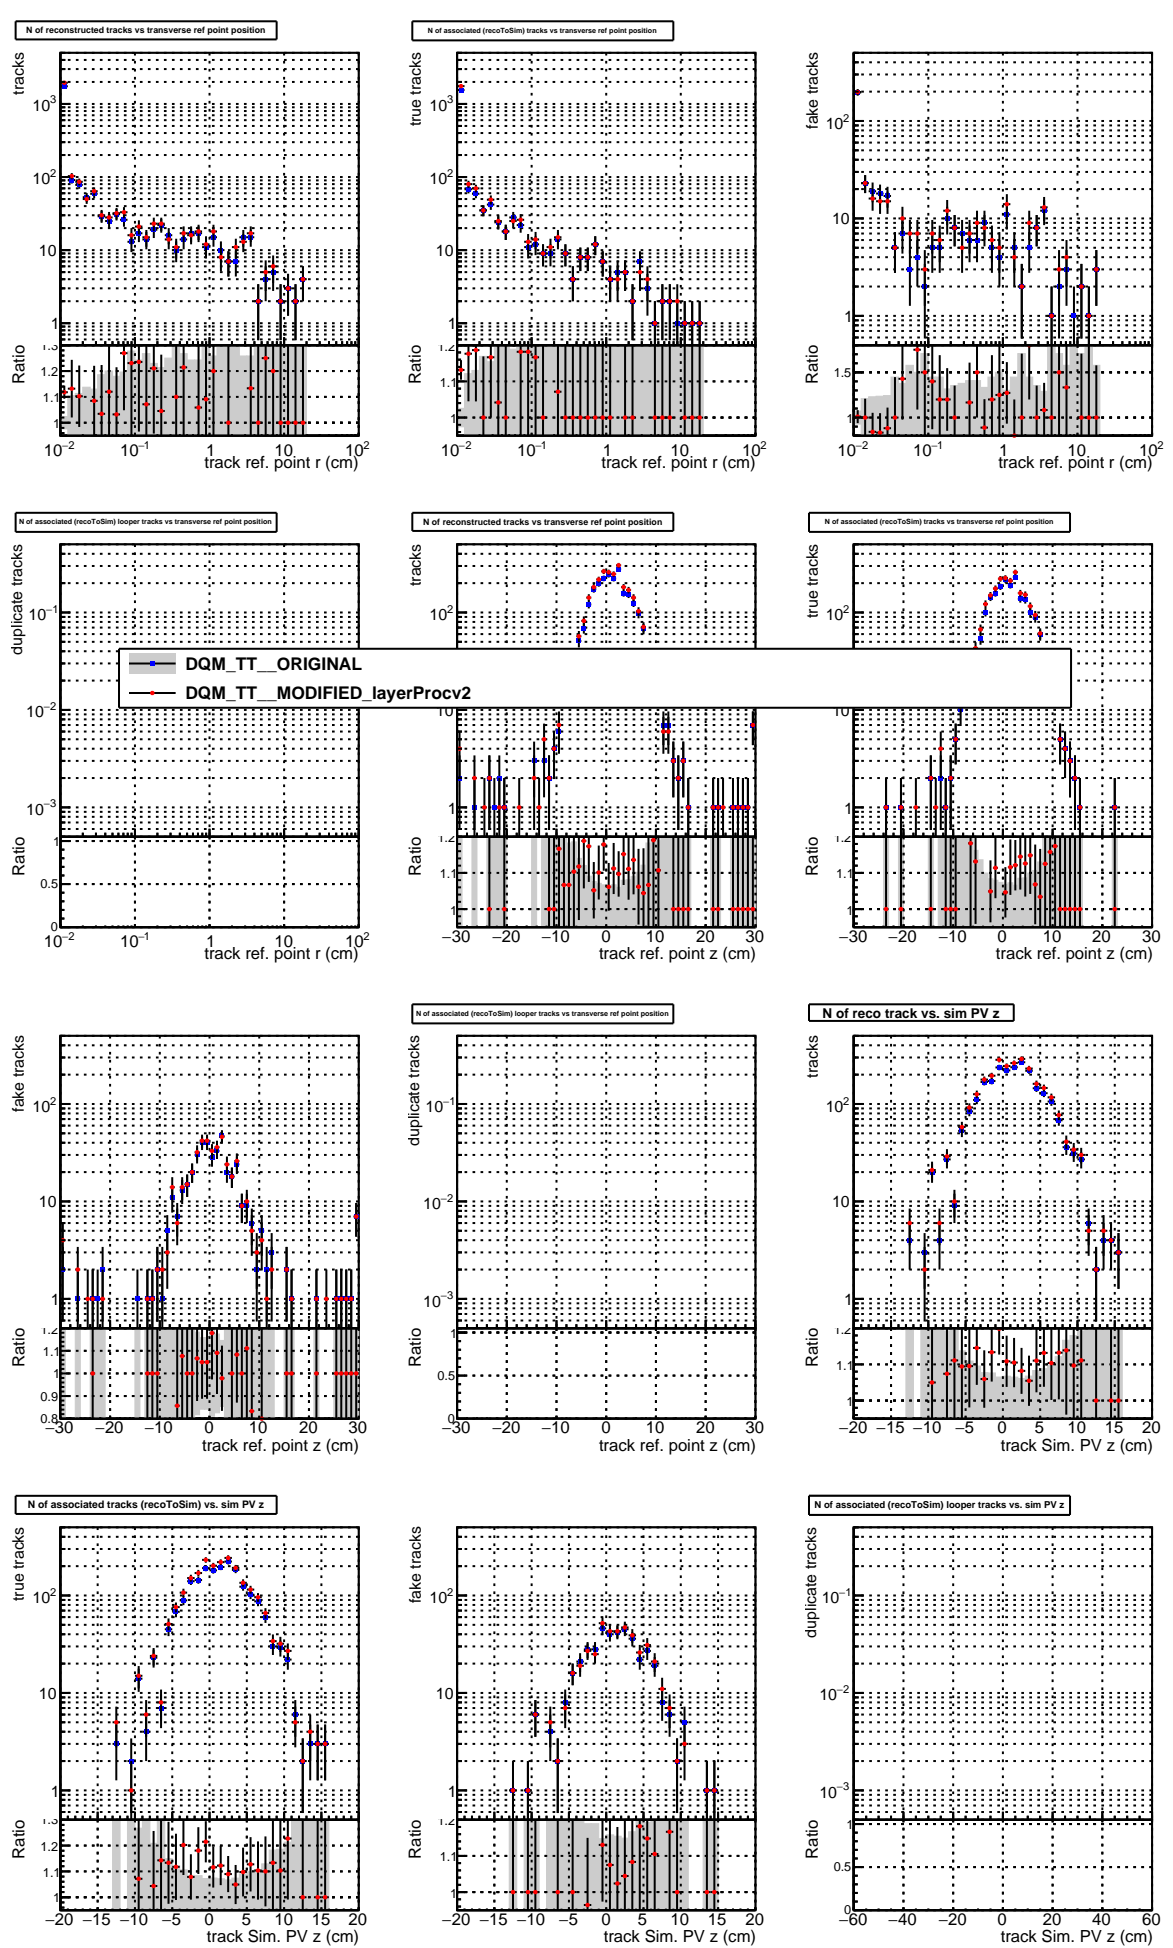 N of reconstructed tracks vs transverse ref point position
N of associated (recoToSim) tracks vs transverse ref point position
tracks
10³
10²
10
1
Ratio
1.3
1.2
1.1
1
10⁻² 10⁻¹ 1 10 10²
track ref. point r (cm)
true tracks
10³
10²
10
1
Ratio
1.2
1.1
1
10⁻² 10⁻¹ 1 10 10²
track ref. point r (cm)
fake tracks
10²
10
1
Ratio
1.5
1
10⁻² 10⁻¹ 1 10 10²
track ref. point r (cm)
N of associated (recoToSim) looper tracks vs transverse ref point position
N of reconstructed tracks vs transverse ref point position
N of associated (recoToSim) tracks vs transverse ref point position
duplicate tracks
10⁻¹
10⁻²
10⁻³
Ratio
1
0.5
0
10⁻² 10⁻¹ 1 10 10²
track ref. point r (cm)
tracks
10²
10
1
Ratio
1.2
1.1
1
−30 −20 −10 0 10 20 30
track ref. point z (cm)
true tracks
10²
10
1
Ratio
1.2
1.1
1
−30 −20 −10 0 10 20 30
track ref. point z (cm)
DQM_TT__ORIGINAL
DQM_TT__MODIFIED_layerProcv2
N of associated (recoToSim) looper tracks vs transverse ref point position
N of reco track vs. sim PV z
fake tracks
10²
10
1
Ratio
1.2
1.1
1
0.9
0.8
−30 −20 −10 0 10 20 30
track ref. point z (cm)
duplicate tracks
10⁻¹
10⁻²
10⁻³
Ratio
1
0.5
0
−30 −20 −10 0 10 20 30
track ref. point z (cm)
tracks
10²
10
1
Ratio
1.2
1.1
1
−20 −15 −10 −5 0 5 10 15 20
track Sim. PV z (cm)
N of associated tracks (recoToSim) vs. sim PV z
N of associated (recoToSim) looper tracks vs. sim PV z
true tracks
10²
10
1
Ratio
1.3
1.2
1.1
1
−20 −15 −10 −5 0 5 10 15 20
track Sim. PV z (cm)
fake tracks
10²
10
1
Ratio
1.2
1.1
1
−20 −15 −10 −5 0 5 10 15 20
track Sim. PV z (cm)
duplicate tracks
10⁻¹
10⁻²
10⁻³
Ratio
1
0.5
0
−60 −40 −20 0 20 40 60
track Sim. PV z (cm)